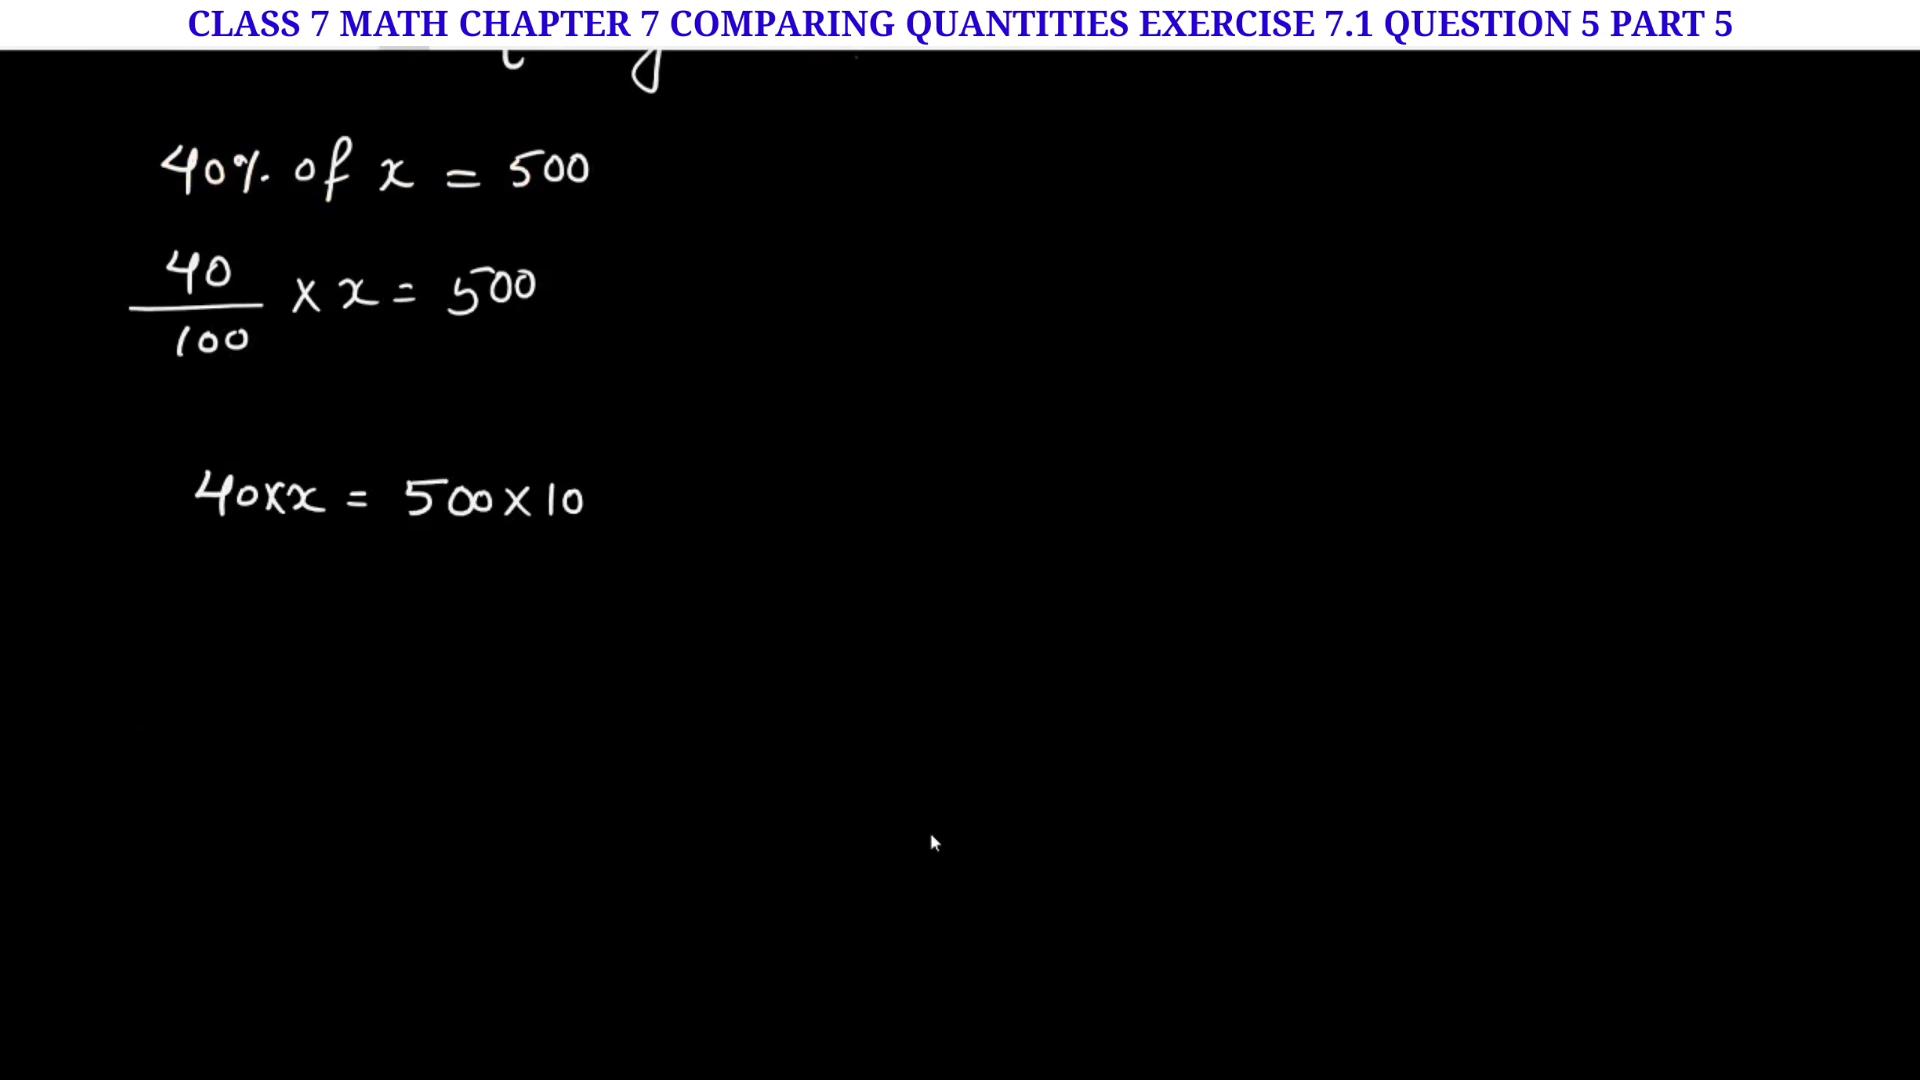 CLASS 7 MATH CHAPTER 7 COMPARING QUANTITIES EXERCISE 7.1 QUESTION 5 PART 5
40% of x = 500
40
100
× x = 500
40×x = 500×10